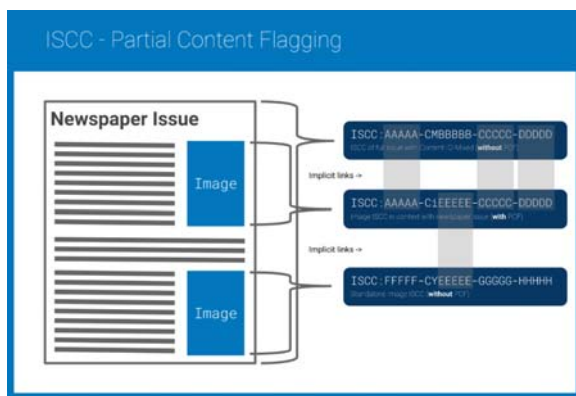 ISCC - Partial Content Flagging
Newspaper Issue
Image
Image
Implicit links ->
Implicit links ->
ISCC:AAAAA-CMBBBBB-CCCCC-DDDDD
ISCC of full issue with Content-ID Mixed (without PCF)
ISCC:AAAAA-C1EEEEE-CCCCC-DDDDD
Image ISCC in context with newspaper issue (with PCF)
ISCC:FFFFF-CYEEEEE-GGGGG-HHHHH
Standalone Image ISCC (without PCF)